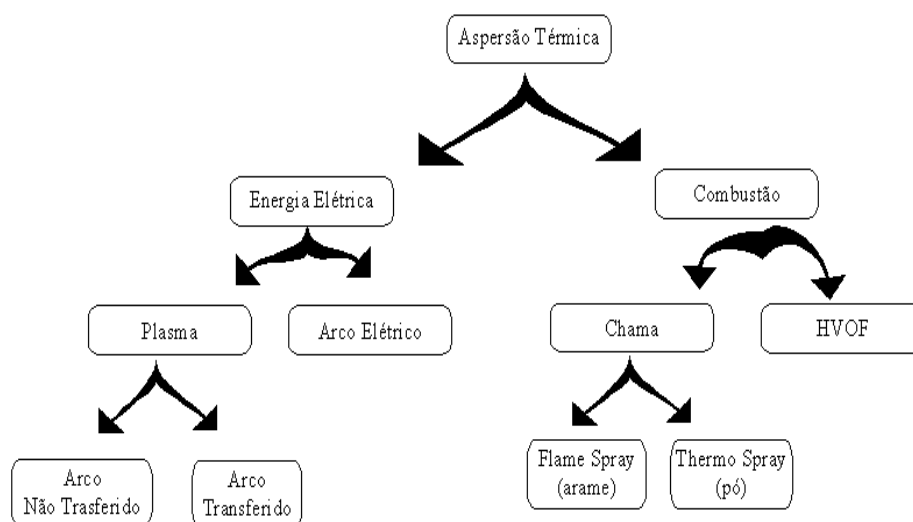 Aspersão Térmica
Energia Elétrica
Combustão
Plasma
Arco Elétrico
Chama
HVOF
Arco
Não Trasferido
Arco
Transferido
Flame Spray
(arame)
Thermo Spray
(pó)